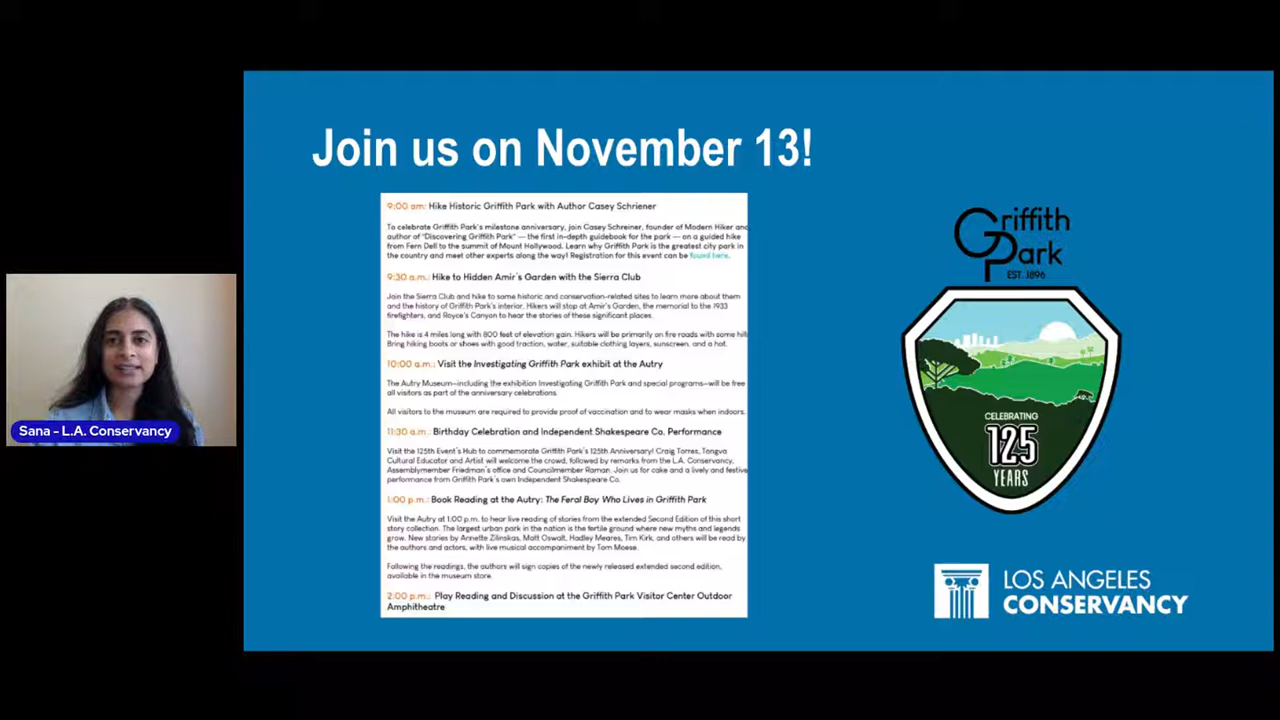 Join us on November 13!
9:00 am: Hike Historic Griffith Park with Author Casey Schriener
To celebrate Griffith Park's milestone anniversary, join Casey Schreiner, founder of Modern Hiker and
author of "Discovering Griffith Park" — the first in-depth guidebook for the park — on a guided hike
from Fern Dell to the summit of Mount Hollywood. Learn why Griffith Park is the greatest city park in
the country and meet other experts along the way! Registration for this event can be found here.
9:30 a.m.: Hike to Hidden Amir's Garden with the Sierra Club
Join the Sierra Club and hike to some historic and conservation-related sites to learn more about them
and the history of Griffith Park's interior. Hikers will stop at Amir's Garden, the memorial to the 1933
firefighters, and Royce's Canyon to hear the stories of these significant places.
The hike is 4 miles long with 800 feet of elevation gain. Hikers will be primarily on fire roads with some hill
Bring hiking boots or shoes with good traction, water, suitable clothing layers, sunscreen, and a hat.
10:00 a.m.: Visit the Investigating Griffith Park exhibit at the Autry
The Autry Museum—including the exhibition Investigating Griffith Park and special programs—will be free
all visitors as part of the anniversary celebrations.
All visitors to the museum are required to provide proof of vaccination and to wear masks when indoors.
11:30 a.m.: Birthday Celebration and Independent Shakespeare Co. Performance
Visit the 125th Event's Hub to commemorate Griffith Park's 125th Anniversary! Craig Torres, Tongva
Cultural Educator and Artist will welcome the crowd, followed by remarks from the L.A. Conservancy,
Assemblymember Friedman's office and Councilmember Raman. Join us for cake and a lively and festive
performance from Griffith Park's own Independent Shakespeare Co.
1:00 p.m.: Book Reading at the Autry: The Feral Boy Who Lives in Griffith Park
Visit the Autry at 1:00 p.m. to hear live reading of stories from the extended Second Edition of this short
story collection. The largest urban park in the nation is the fertile ground where new myths and legends
grow. New stories by Annette Zilinskas, Matt Oswalt, Hadley Meares, Tim Kirk, and others will be read by
the authors and actors, with live musical accompaniment by Tom Moese.
Following the readings, the authors will sign copies of the newly released extended second edition,
available in the museum store.
2:00 p.m.: Play Reading and Discussion at the Griffith Park Visitor Center Outdoor
Amphitheatre
Griffith
Park
EST. 1896
CELEBRATING
125
YEARS
LOS ANGELES
CONSERVANCY
Sana - L.A. Conservancy